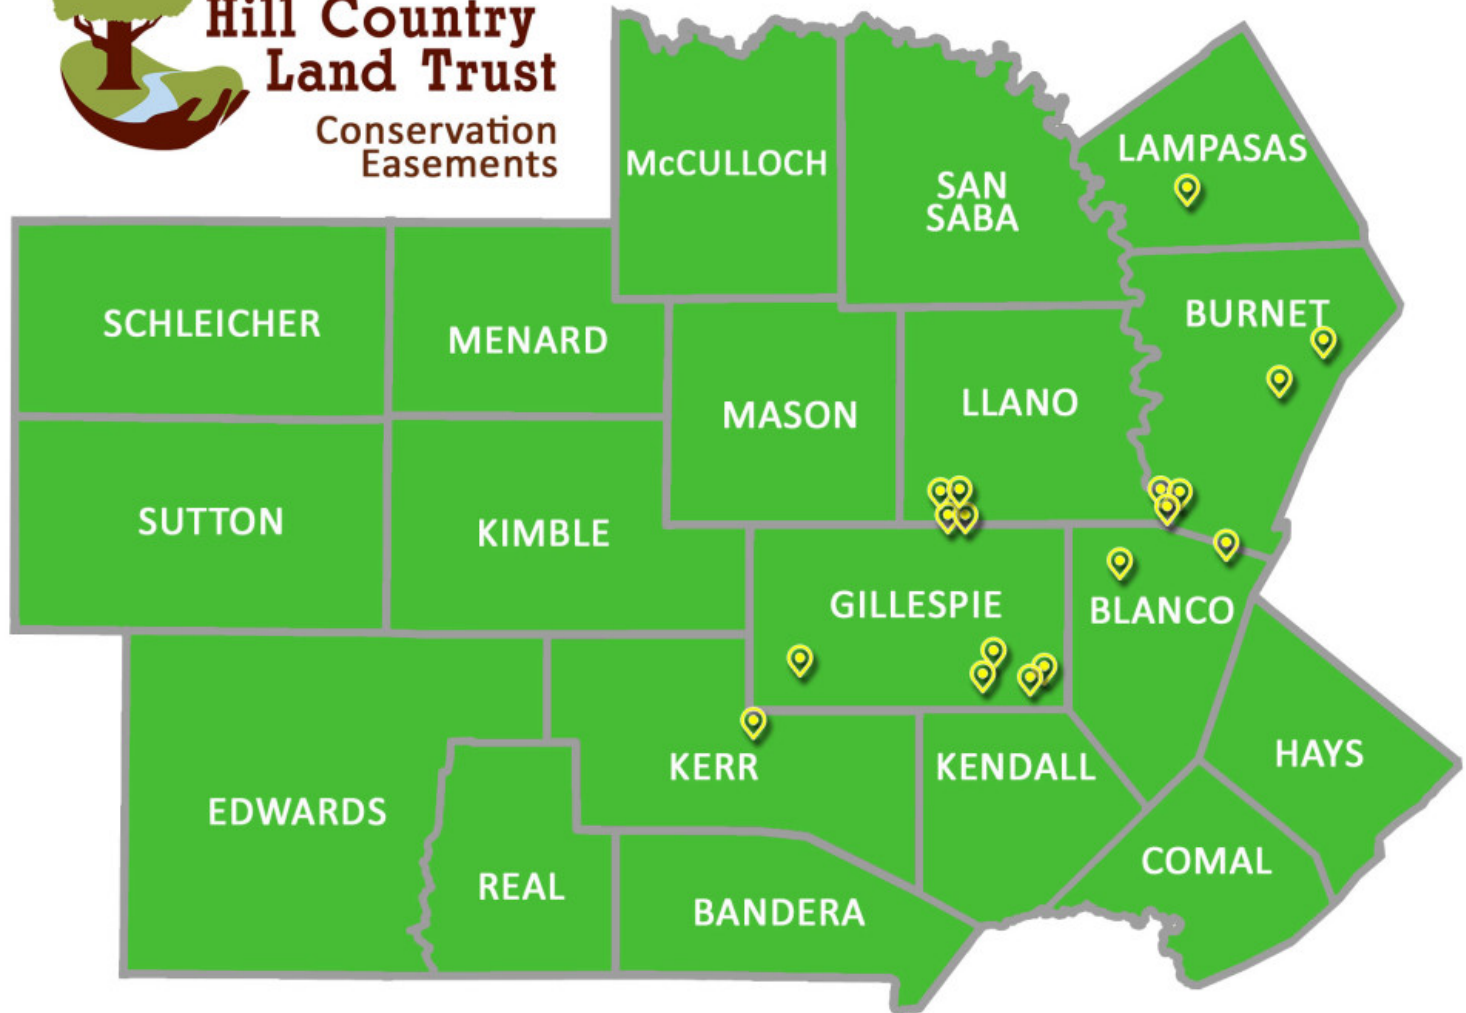 Hill Country
Land Trust
Conservation
Easements
McCULLOCH
SAN
SABA
LAMPASAS
SCHLEICHER
MENARD
MASON
LLANO
BURNET
SUTTON
KIMBLE
GILLESPIE
BLANCO
EDWARDS
REAL
KERR
KENDALL
HAYS
BANDERA
COMAL